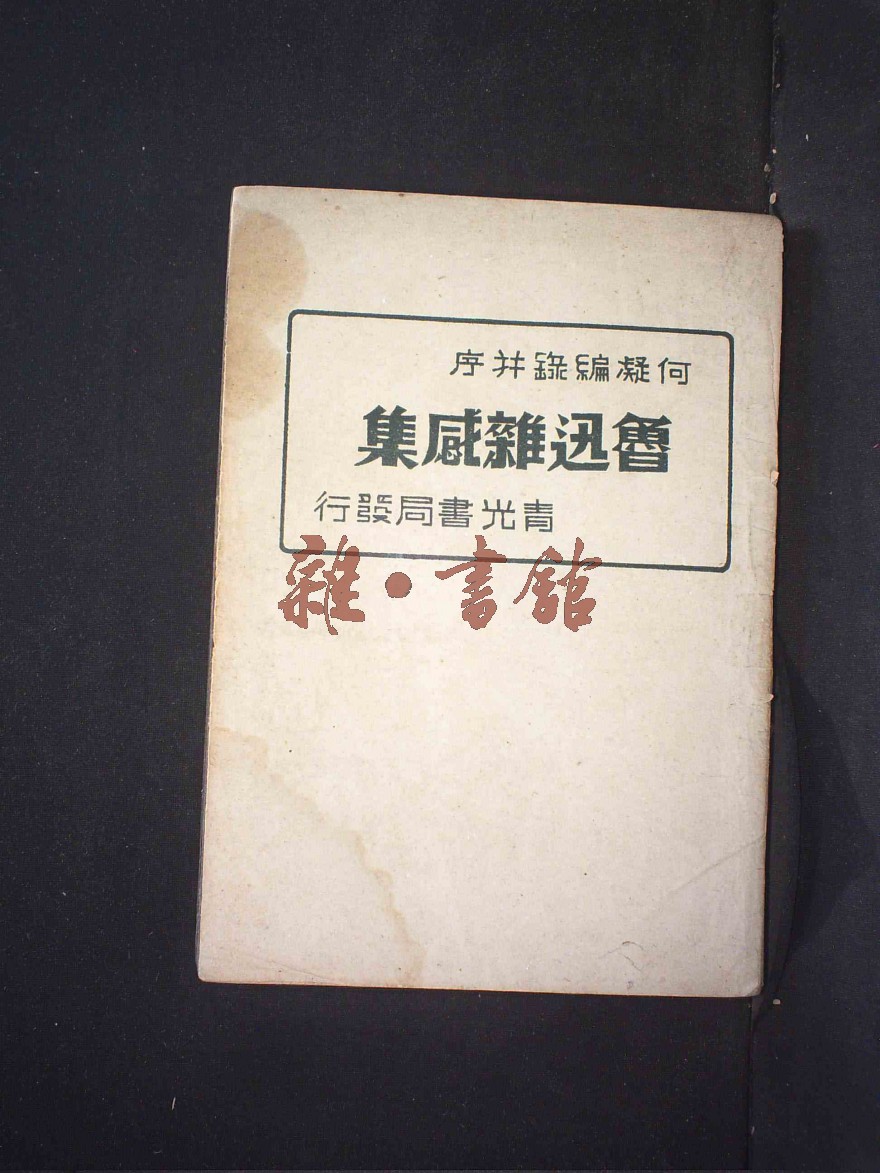 何凝編錄并序
魯迅雜感集
青光書局發行
雜·書館